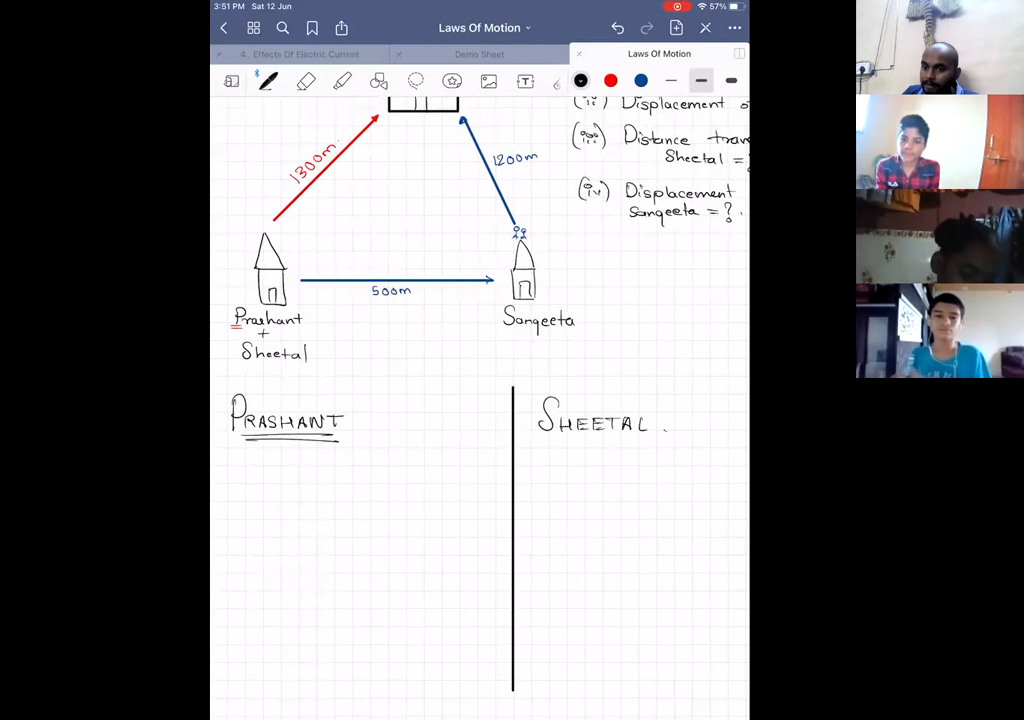 3:51 PM Sat 12 Jun
57%
Laws Of Motion
4. Effects Of Electric Current
Demo Sheet
Laws Of Motion
T
(ii) Displacement o
(iii) Distance trav
Sheetal = ?
(iv) Displacement
Sangeeta = ?.
1300m
1200m
500m
Prashant
+
Sheetal
Sangeeta
PRASHANT
SHEETAL.